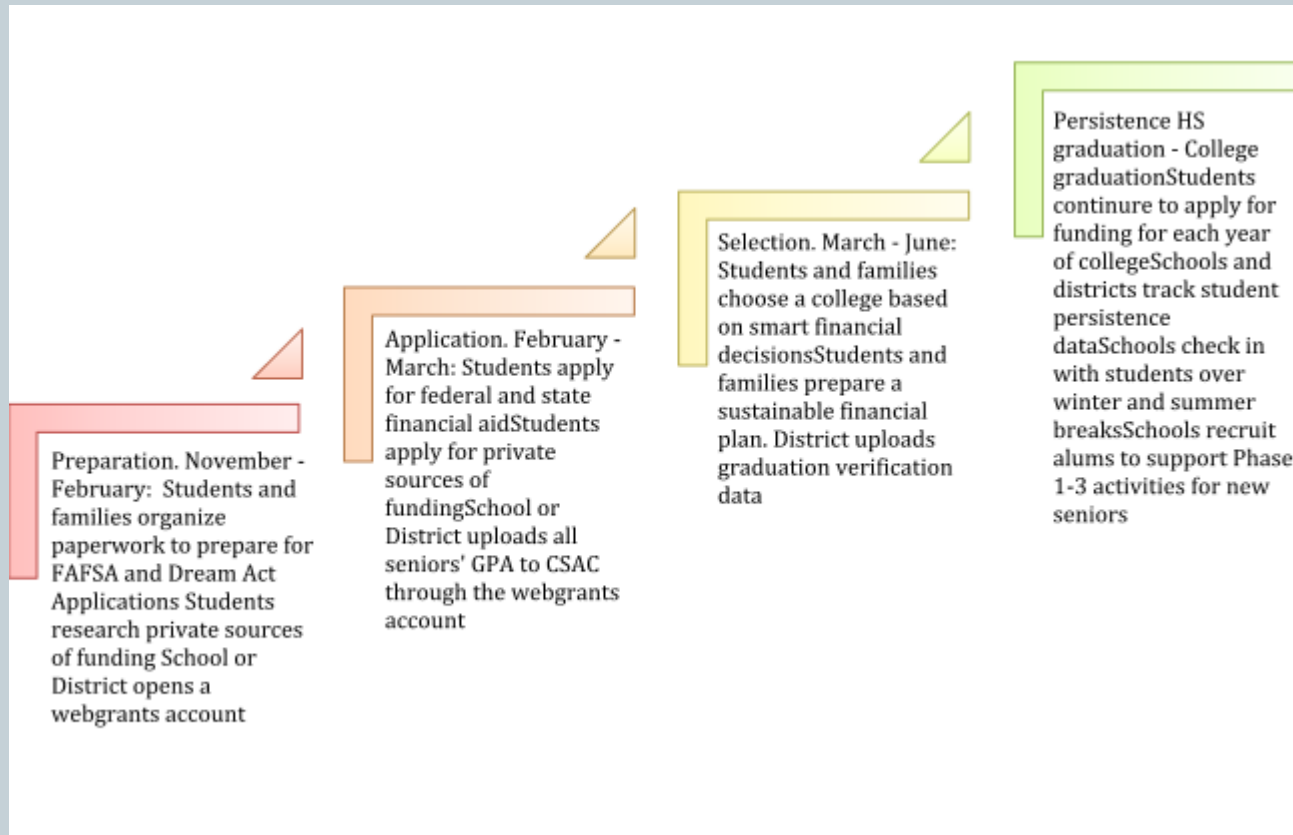 Preparation. November -
February:  Students and
families organize
paperwork to prepare for
FAFSA and Dream Act
Applications Students
research private sources
of funding School or
District opens a
webgrants account
Application. February -
March: Students apply
for federal and state
financial aidStudents
apply for private
sources of
fundingSchool or
District uploads all
seniors' GPA to CSAC
through the webgrants
account
Selection. March - June:
Students and families
choose a college based
on smart financial
decisionsStudents and
families prepare a
sustainable financial
plan. District uploads
graduation verification
data
Persistence HS
graduation - College
graduationStudents
continure to apply for
funding for each year
of collegeSchools and
districts track student
persistence
dataSchools check in
with students over
winter and summer
breaksSchools recruit
alums to support Phase
1-3 activities for new
seniors